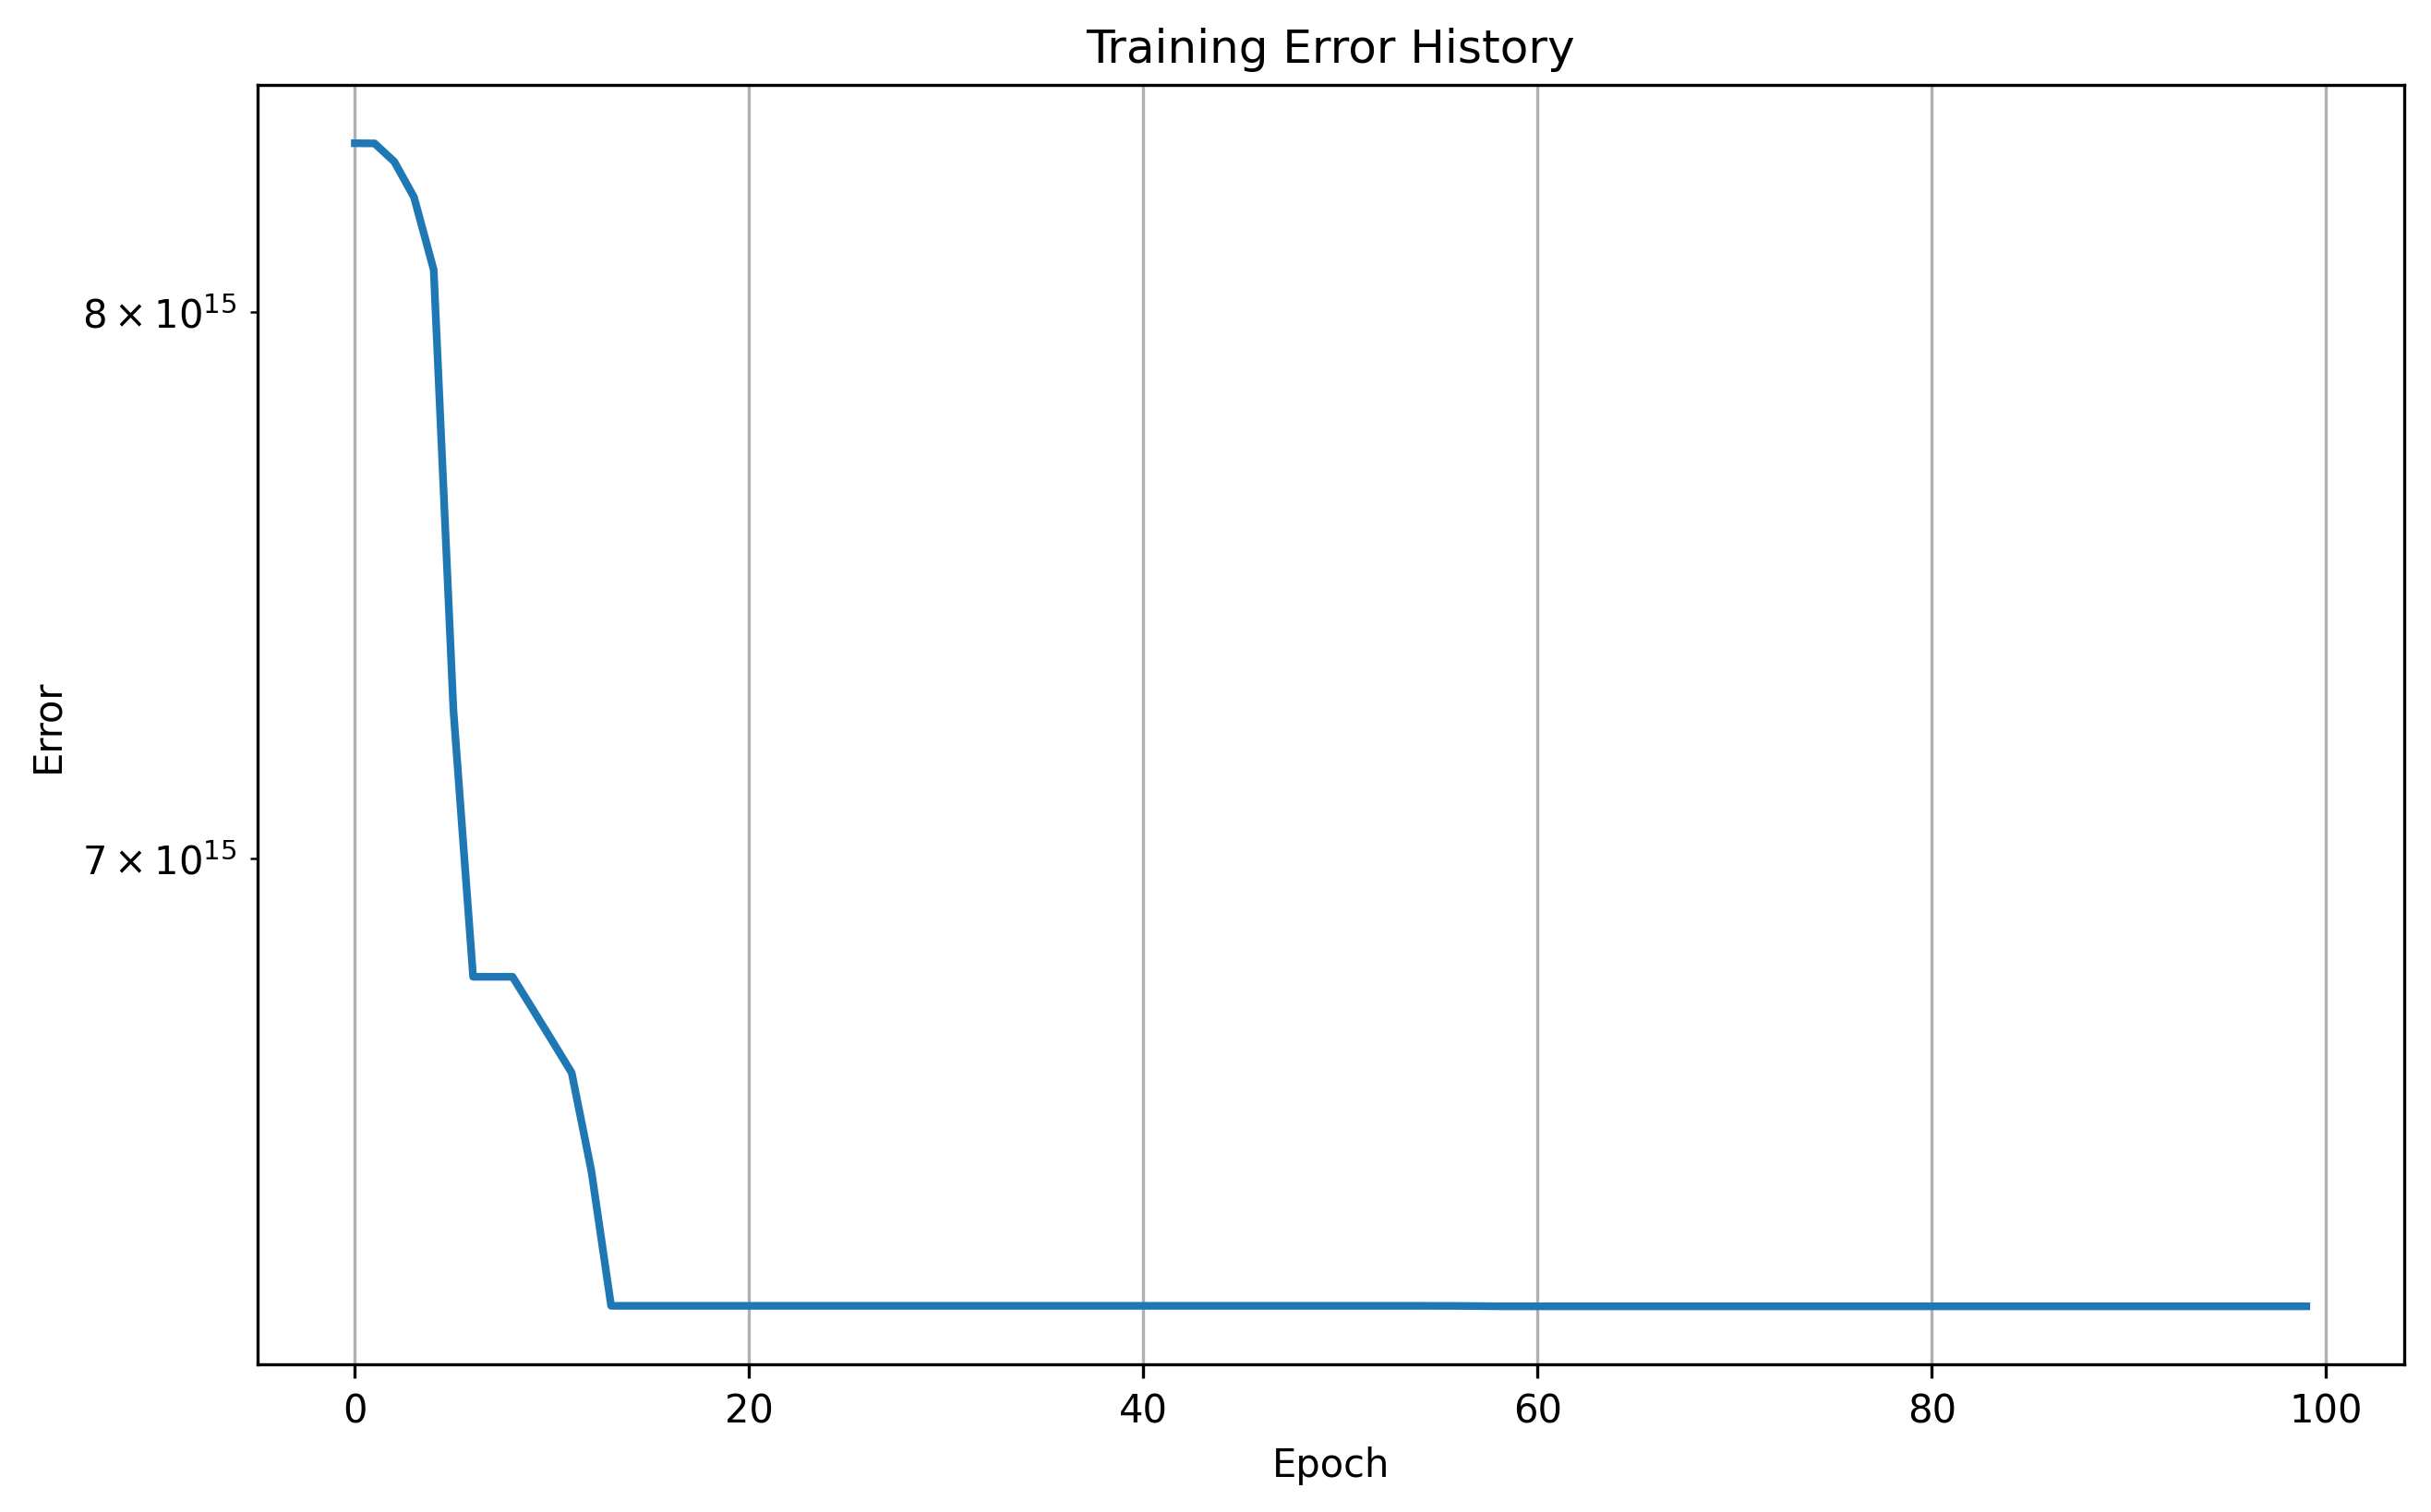 Training Error History
8 × 10¹⁵
7 × 10¹⁵
Error
0 20 40 60 80 100
Epoch